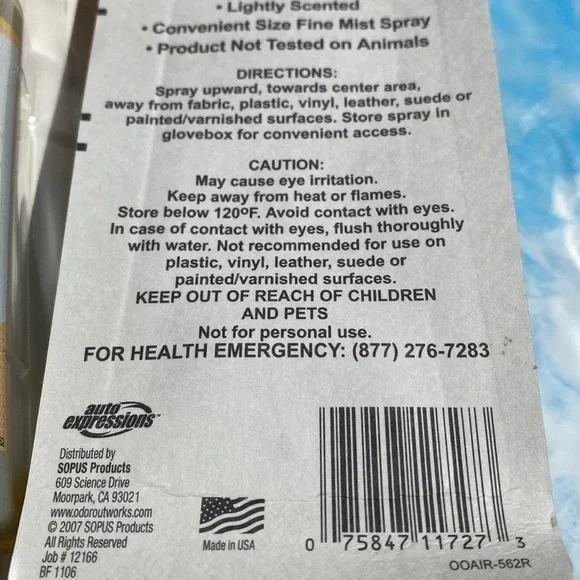 • Lightly Scented
• Convenient Size Fine Mist Spray
• Product Not Tested on Animals
DIRECTIONS:
Spray upward, towards center area,
away from fabric, plastic, vinyl, leather, suede or
painted/varnished surfaces. Store spray in
glovebox for convenient access.
CAUTION:
May cause eye irritation.
Keep away from heat or flames.
Store below 120ºF. Avoid contact with eyes.
In case of contact with eyes, flush thoroughly
with water. Not recommended for use on
plastic, vinyl, leather, suede or
painted/varnished surfaces.
KEEP OUT OF REACH OF CHILDREN
AND PETS
Not for personal use.
FOR HEALTH EMERGENCY: (877) 276-7283
auto
expressions™
Distributed by
SOPUS Products
609 Science Drive
Moorpark, CA 93021
www.odoroutworks.com
© 2007 SOPUS Products
All Rights Reserved
Job # 12166
BF 1106
Made in USA
0 75847 11727 3
OOAIR-562R